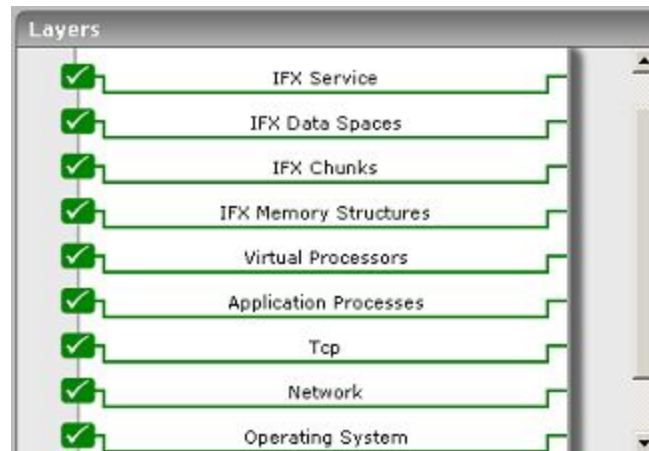 Layers
IFX Service
IFX Data Spaces
IFX Chunks
IFX Memory Structures
Virtual Processors
Application Processes
Tcp
Network
Operating System